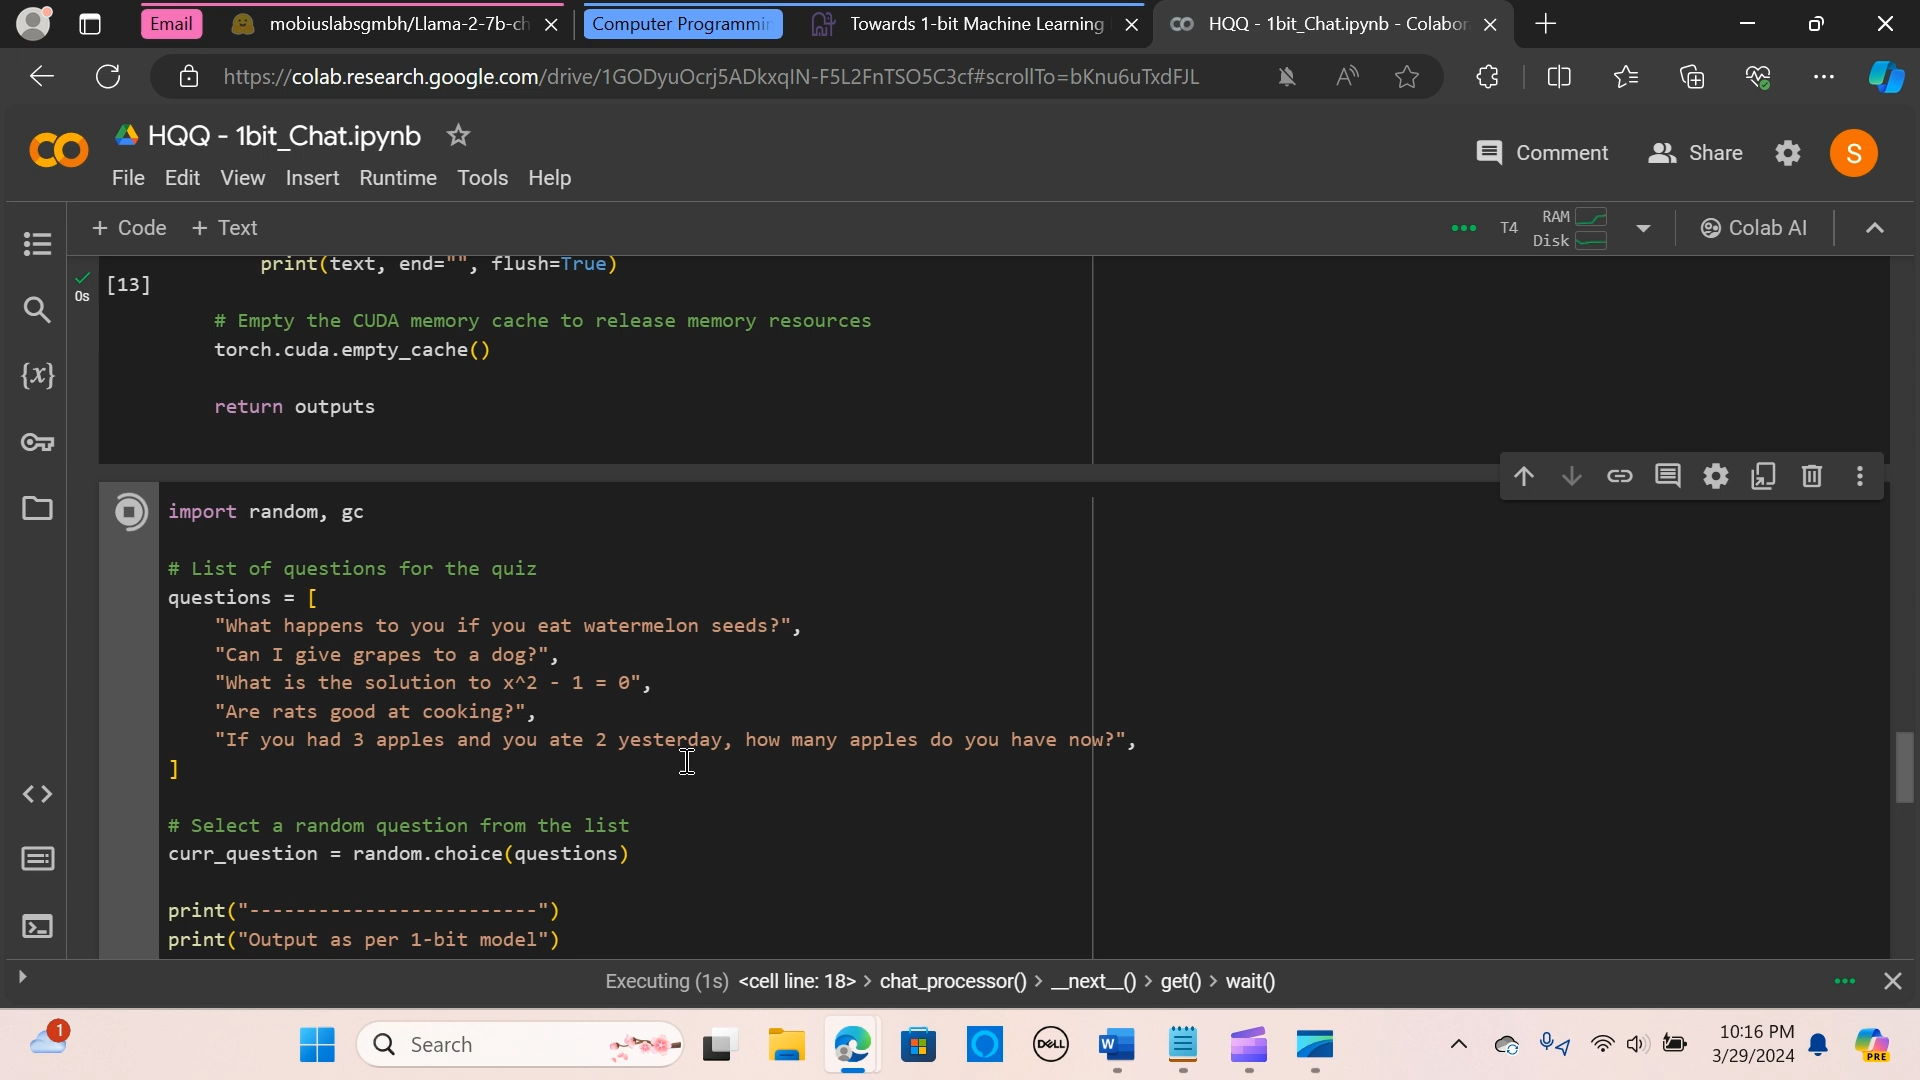 Email
mobiuslabsgmbh/Llama-2-7b-ch
Computer Programmin
Towards 1-bit Machine Learning
HQQ - 1bit_Chat.ipynb - Colabor
https://colab.research.google.com/drive/1GODyuOcrj5ADkxqIN-F5L2FnTSO5C3cf#scrollTo=bKnu6uTxdFJL
HQQ - 1bit_Chat.ipynb
Comment
Share
S
File Edit View Insert Runtime Tools Help
+ Code + Text
T4
RAM
Disk
Colab AI
print(text, end="", flush=True)
0s
[13]
# Empty the CUDA memory cache to release memory resources
torch.cuda.empty_cache()
return outputs
import random, gc
# List of questions for the quiz
questions = [
"What happens to you if you eat watermelon seeds?",
"Can I give grapes to a dog?",
"What is the solution to x^2 - 1 = 0",
"Are rats good at cooking?",
"If you had 3 apples and you ate 2 yesterday, how many apples do you have now?",
]
# Select a random question from the list
curr_question = random.choice(questions)
print("-------------------------")
print("Output as per 1-bit model")
Executing (1s) <cell line: 18> > chat_processor() > __next__() > get() > wait()
1
Search
DELL
10:16 PM
3/29/2024
PRE